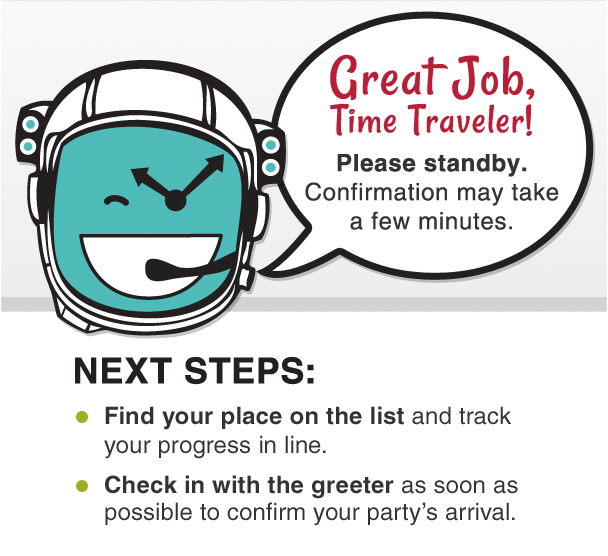 Great Job,
Time Traveler!
Please standby.
Confirmation may take
a few minutes.
NEXT STEPS:
Find your place on the list and track
your progress in line.
Check in with the greeter as soon as
possible to confirm your party's arrival.